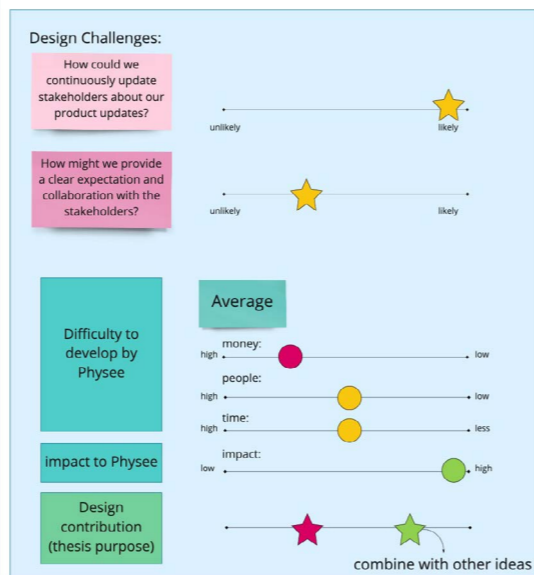 Design Challenges:
How could we
continuously update
stakeholders about our
product updates?
unlikely
likely
How might we provide
a clear expectation and
collaboration with the
stakeholders?
unlikely
likely
Difficulty to
develop by
Physee
Average
money:
high
low
people:
high
low
time:
high
less
impact to Physee
impact:
low
high
Design
contribution
(thesis purpose)
combine with other ideas